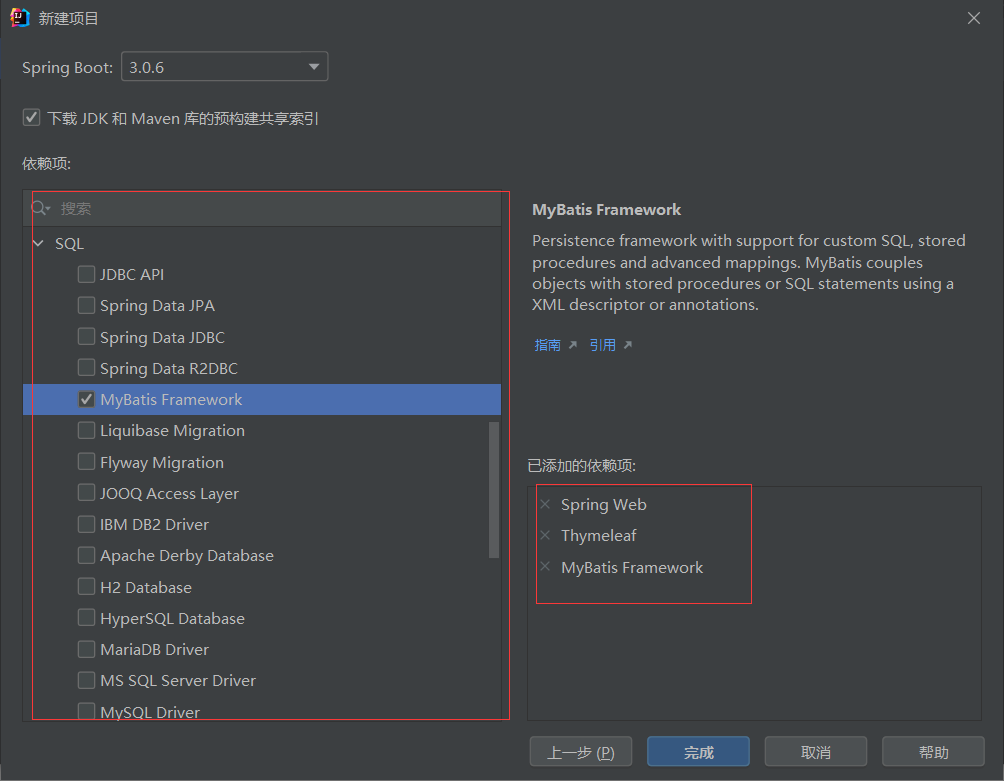 新建项目
Spring Boot: 3.0.6
下载 JDK 和 Maven 库的预构建共享索引
依赖项:
搜索
SQL
JDBC API
Spring Data JPA
Spring Data JDBC
Spring Data R2DBC
MyBatis Framework
Liquibase Migration
Flyway Migration
JOOQ Access Layer
IBM DB2 Driver
Apache Derby Database
H2 Database
HyperSQL Database
MariaDB Driver
MS SQL Server Driver
MySQL Driver
MyBatis Framework
Persistence framework with support for custom SQL, stored
procedures and advanced mappings. MyBatis couples
objects with stored procedures or SQL statements using a
XML descriptor or annotations.
指南 引用
已添加的依赖项:
Spring Web
Thymeleaf
MyBatis Framework
上一步 (P) 完成 取消 帮助